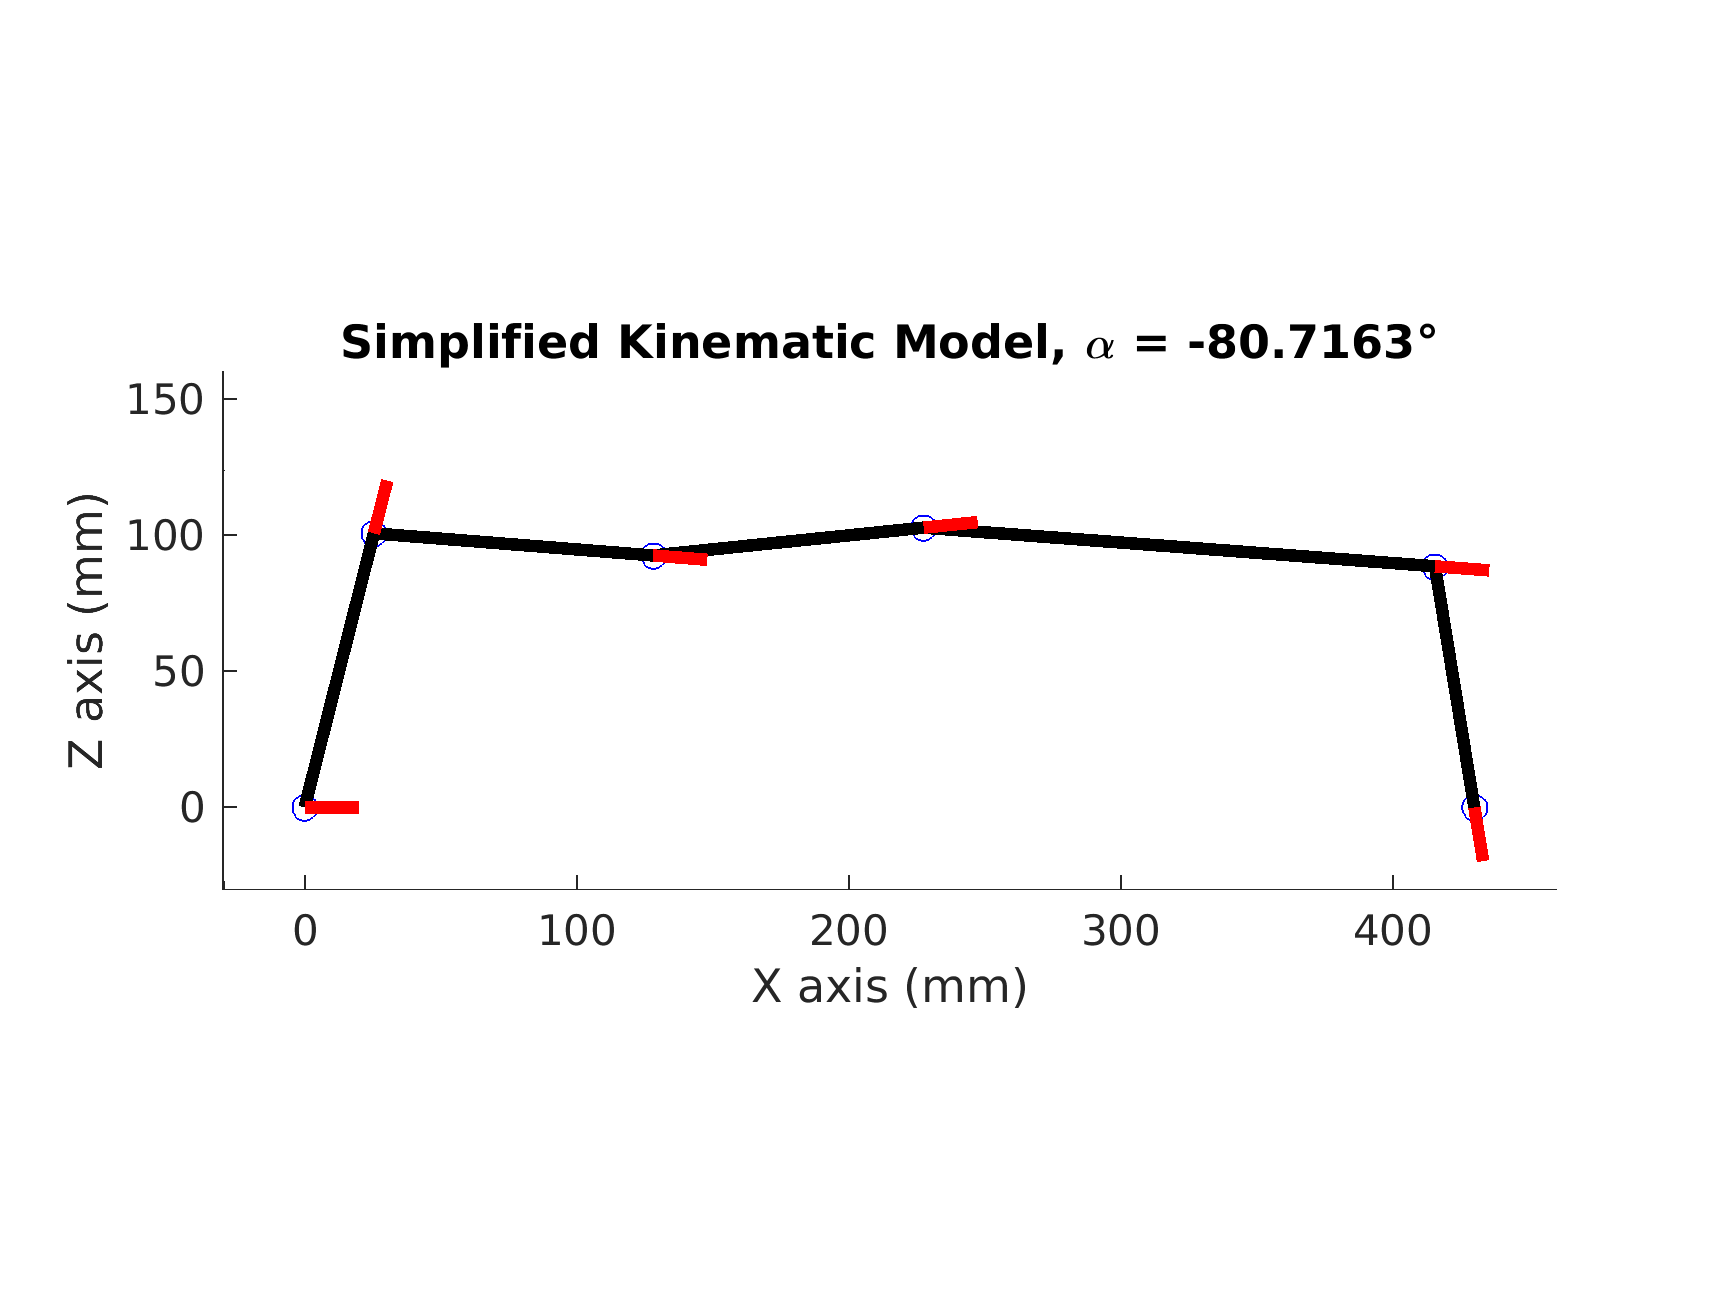 Simplified Kinematic Model, α = -80.7163°
150
100
50
0
Z axis (mm)
0 100 200 300 400
X axis (mm)